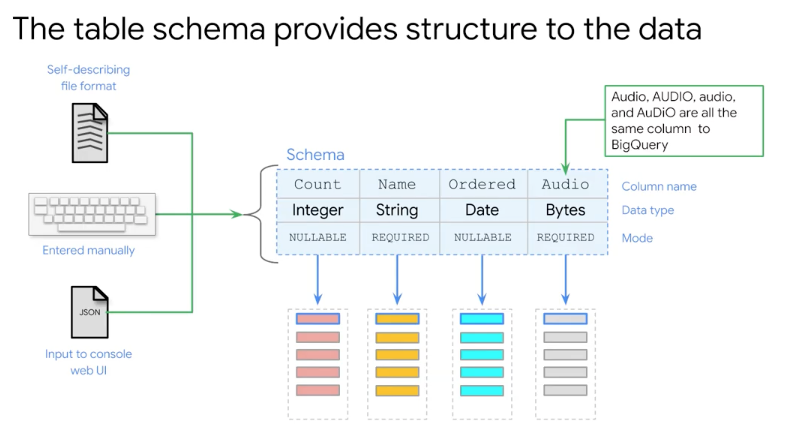 The table schema provides structure to the data
Self-describing
file format
Audio, AUDIO, audio,
and AuDiO are all the
same column to
BigQuery
Schema
Count Name Ordered Audio Column name
Integer String Date Bytes Data type
NULLABLE REQUIRED NULLABLE REQUIRED Mode
Entered manually
JSON
Input to console
web UI